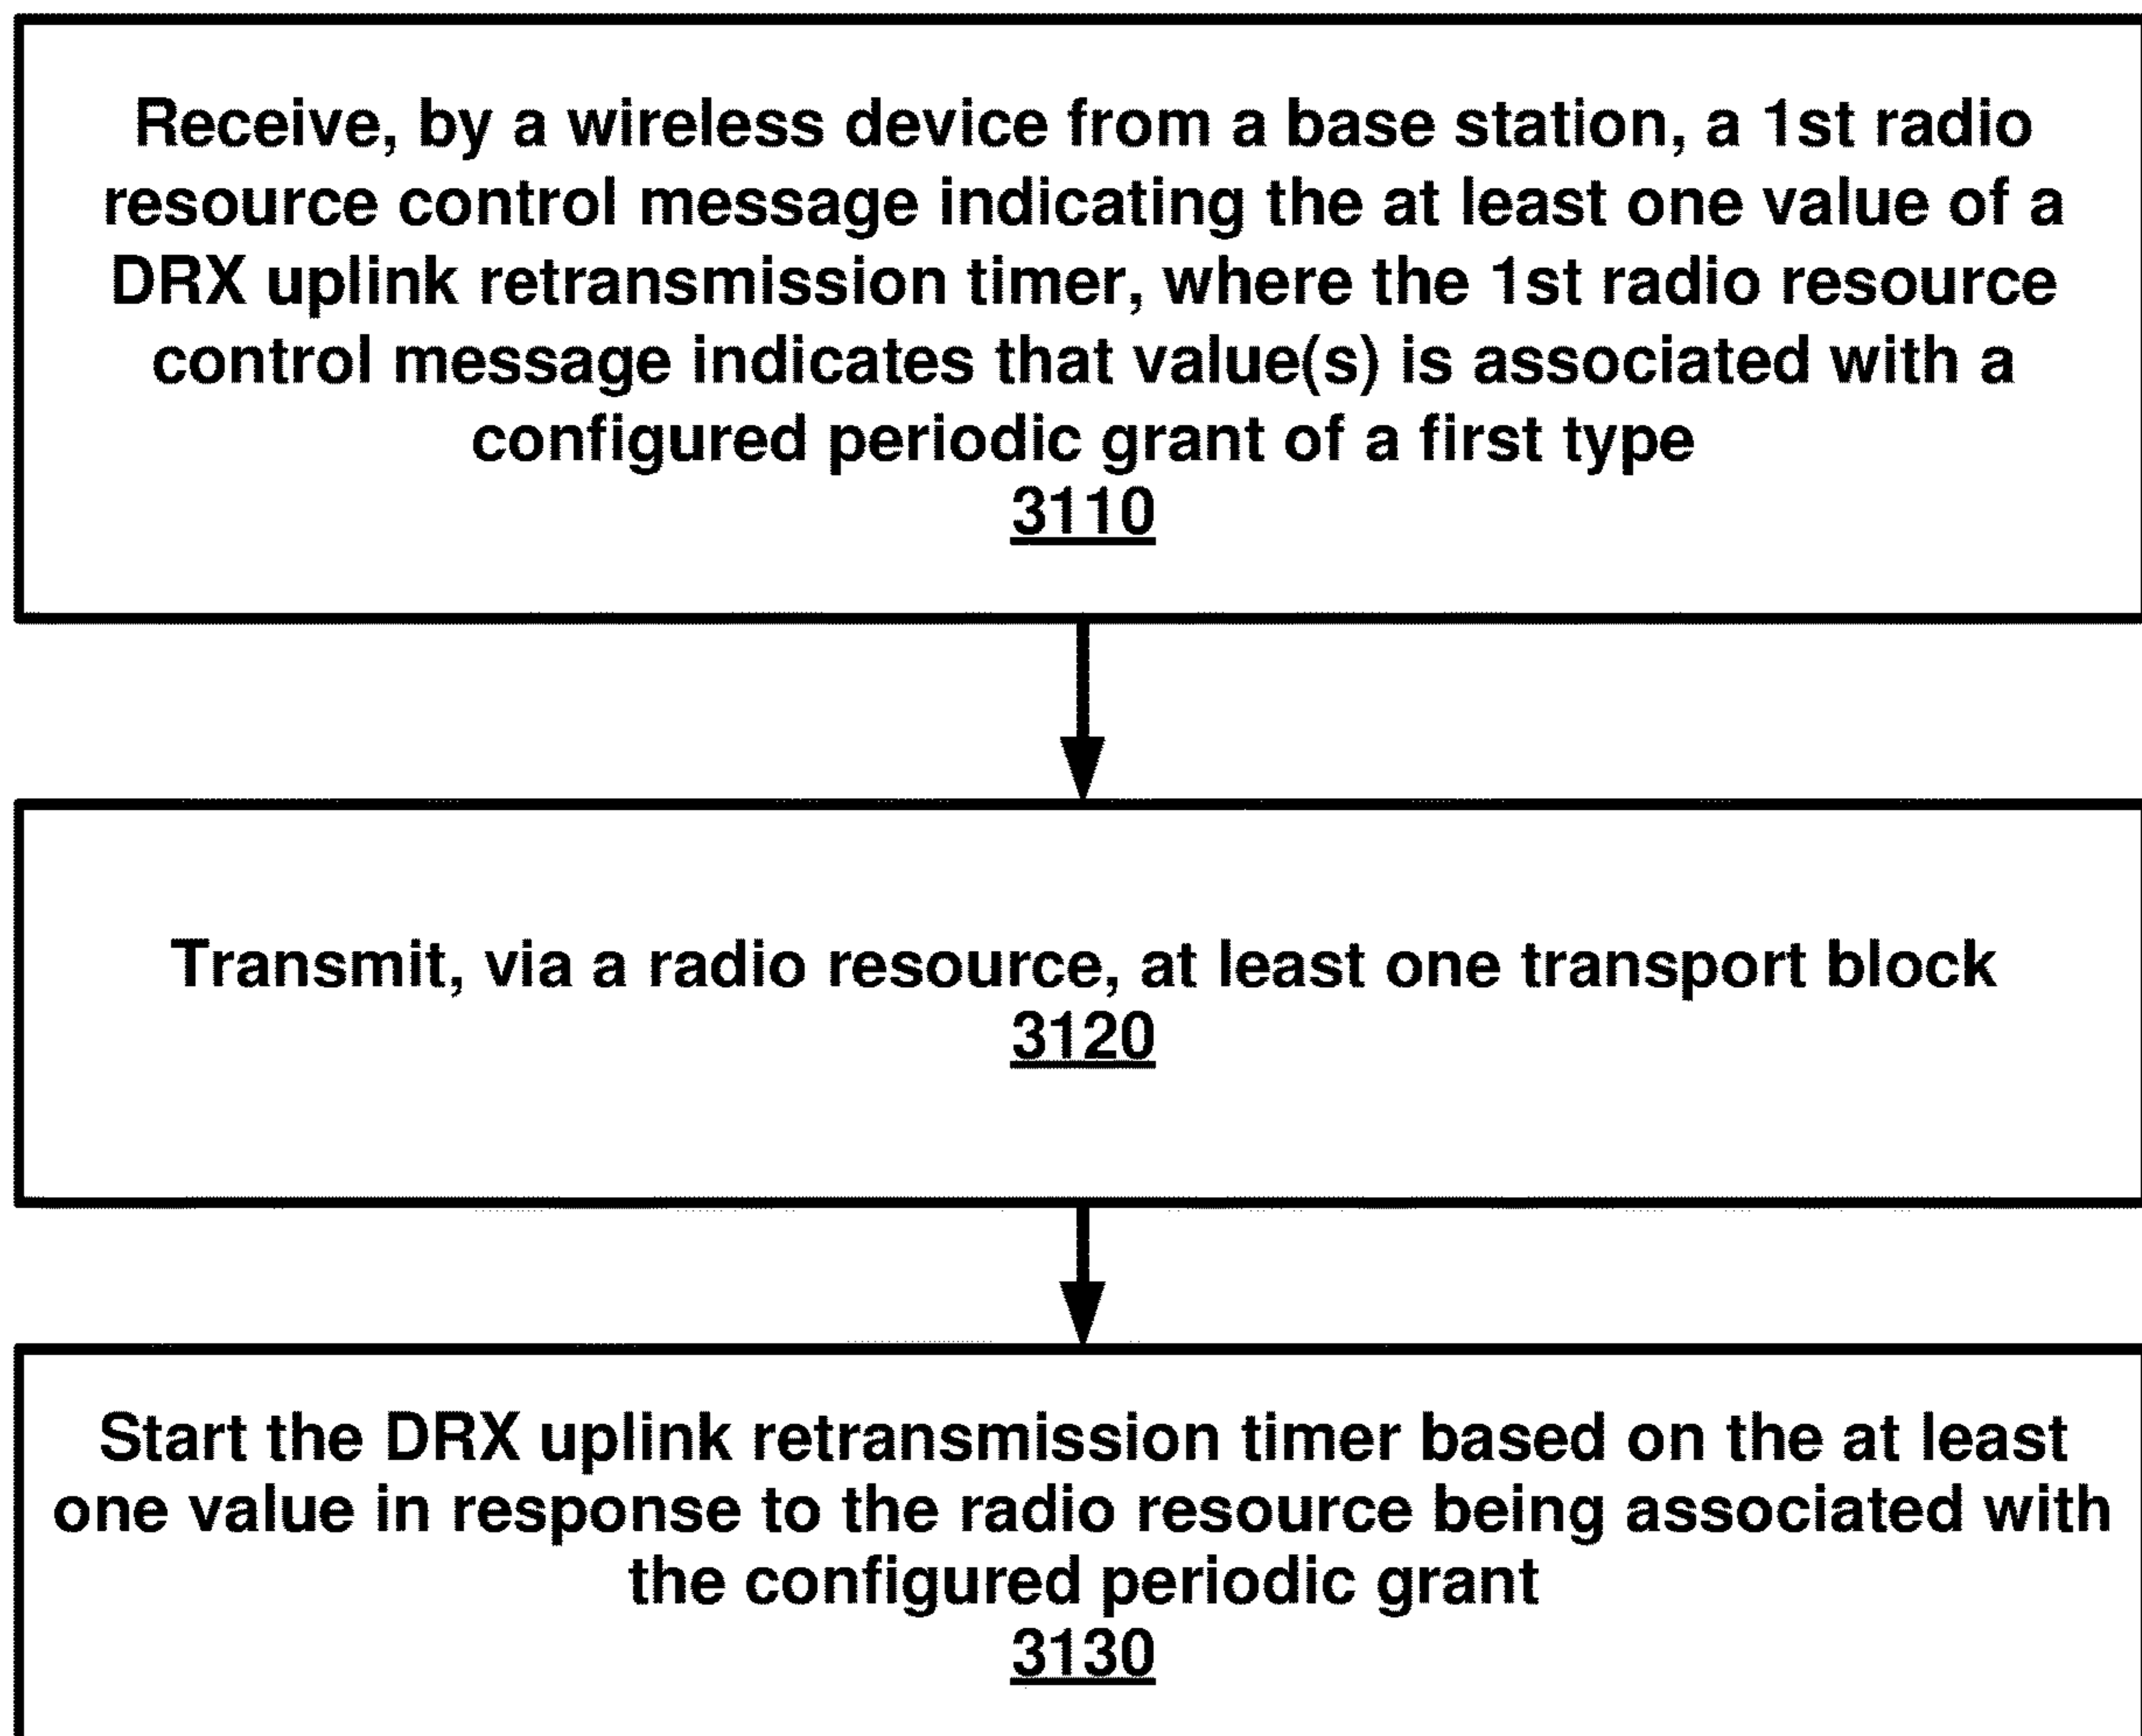 Receive, by a wireless device from a base station, a 1st radio
resource control message indicating the at least one value of a
DRX uplink retransmission timer, where the 1st radio resource
control message indicates that value(s) is associated with a
configured periodic grant of a first type
3110
Transmit, via a radio resource, at least one transport block
3120
Start the DRX uplink retransmission timer based on the at least
one value in response to the radio resource being associated with
the configured periodic grant
3130